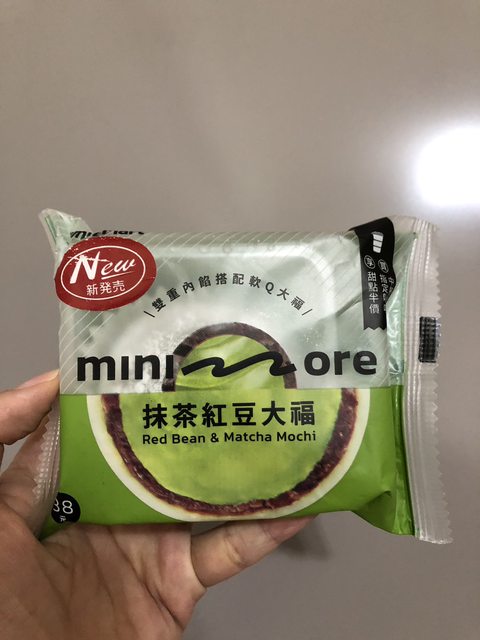 New
新発売
雙重內餡搭配軟Q大福
享
甜點半價
mini ore
抹茶紅豆大福
Red Bean & Matcha Mochi
38